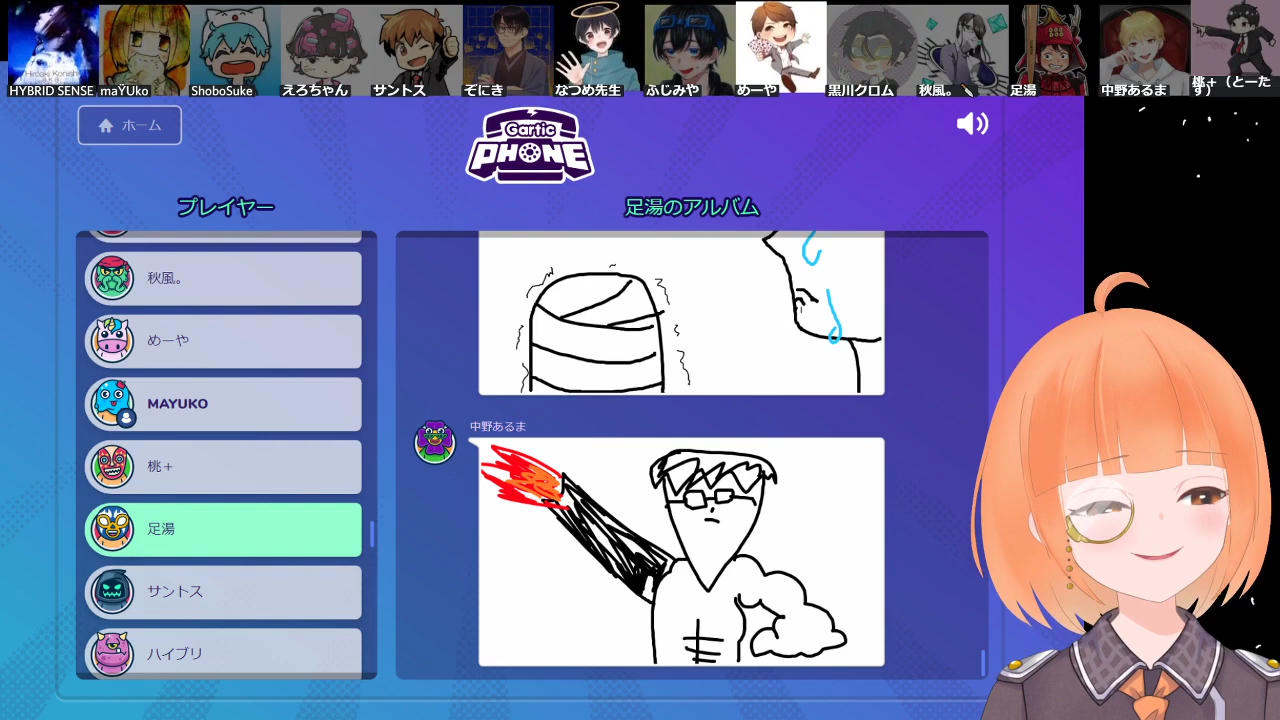 HYBRID SENSE
maYUko
ShoboSuke
えろちゃん
サントス
ぞにき
なつめ先生
ふじみや
めーや
黒川クロム
秋風。
足湯
中野あるま
桃＋（とーたす）
ホーム
Gartic
PHONE
プレイヤー
足湯のアルバム
秋風。
めーや
MAYUKO
桃＋
足湯
サントス
ハイブリ
中野あるま